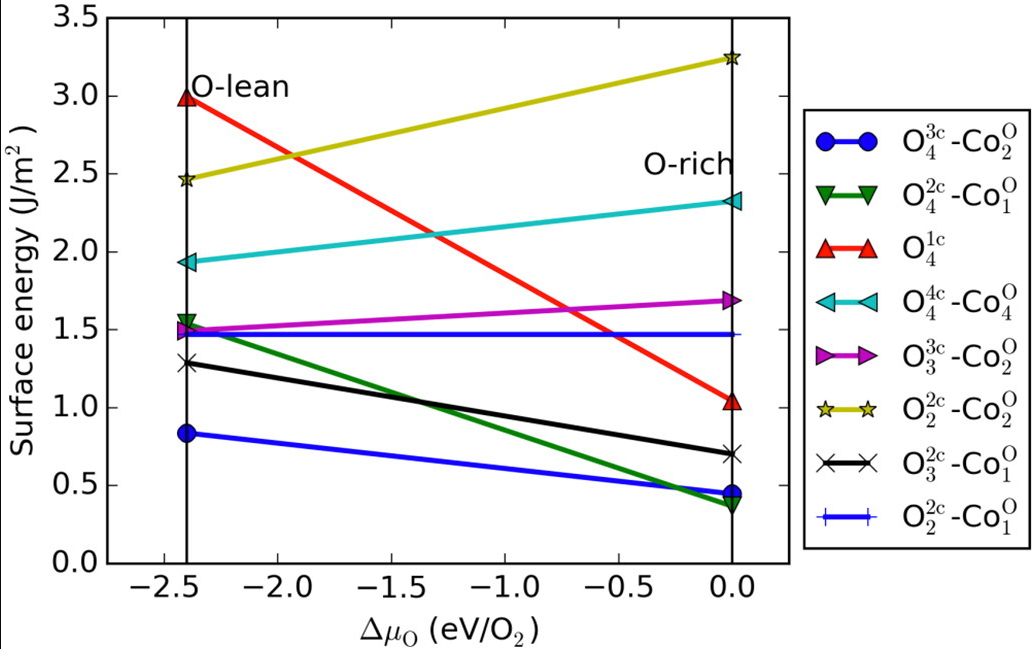 3.5
3.0
2.5
2.0
1.5
1.0
0.5
0.0
Surface energy (J/m²)
O-lean
O-rich
−2.5 −2.0 −1.5 −1.0 −0.5 0.0
Δμ_O (eV/O₂)
O₄³ᶜ-Co₂ᴼ
O₄²ᶜ-Co₁ᴼ
O₄¹ᶜ
O₄⁴ᶜ-Co₄ᴼ
O₃³ᶜ-Co₂ᴼ
O₂²ᶜ-Co₂ᴼ
O₃²ᶜ-Co₁ᴼ
O₂²ᶜ-Co₁ᴼ